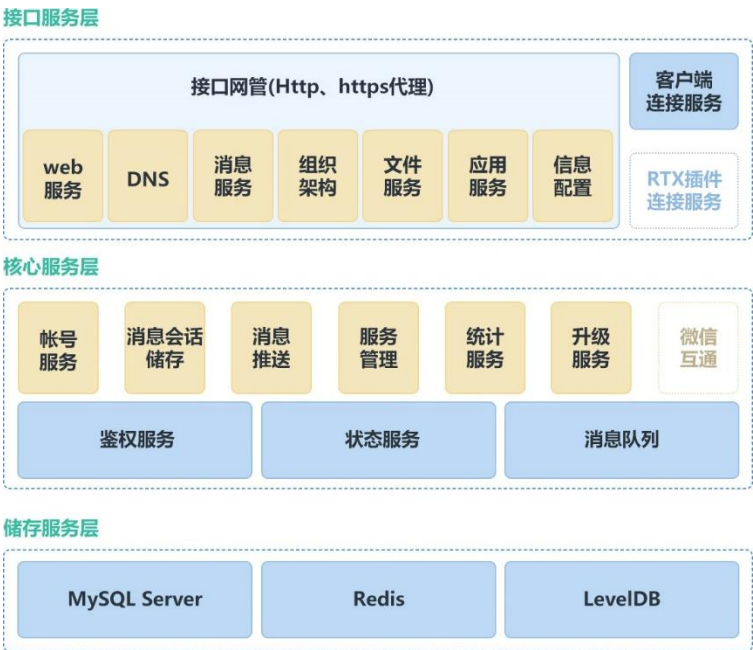 接口服务层
接口网管(Http、https代理)
web
服务
DNS
消息
服务
组织
架构
文件
服务
应用
服务
信息
配置
客户端
连接服务
RTX插件
连接服务
核心服务层
帐号
服务
消息会话
储存
消息
推送
服务
管理
统计
服务
升级
服务
微信
互通
鉴权服务
状态服务
消息队列
储存服务层
MySQL Server
Redis
LevelDB